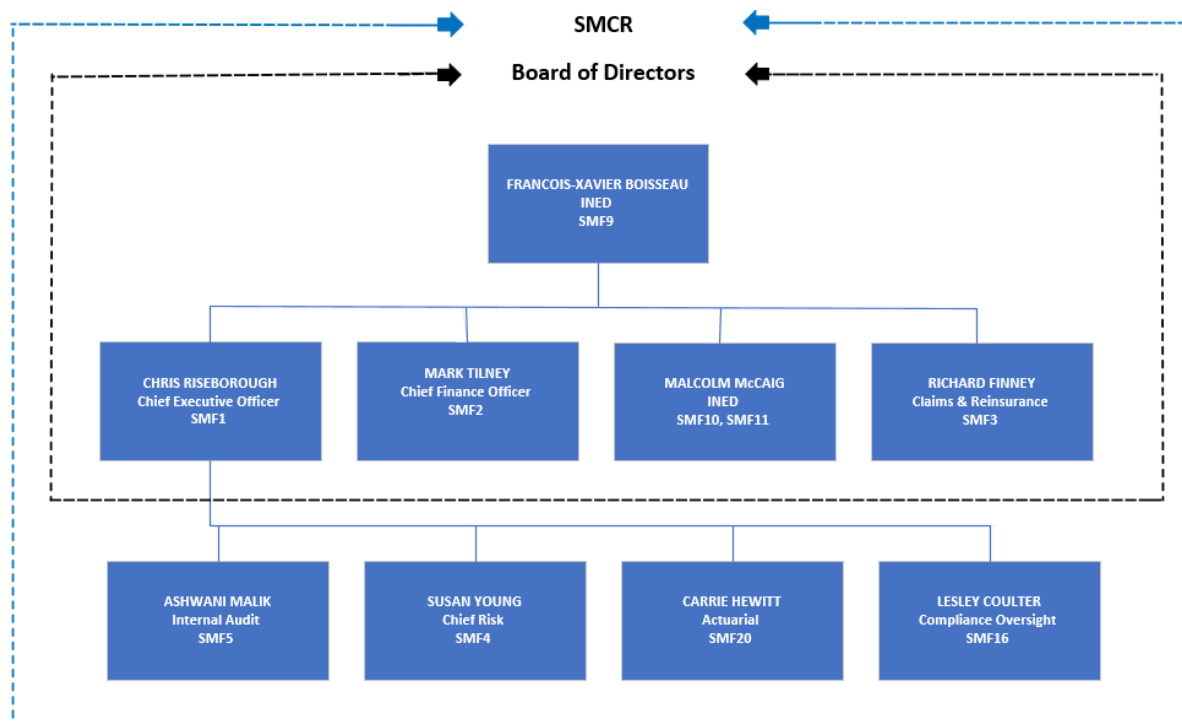 SMCR
Board of Directors
FRANCOIS-XAVIER BOISSEAU
INED
SMF9
CHRIS RISEBOROUGH
Chief Executive Officer
SMF1
MARK TILNEY
Chief Finance Officer
SMF2
MALCOLM McCAIG
INED
SMF10, SMF11
RICHARD FINNEY
Claims & Reinsurance
SMF3
ASHWANI MALIK
Internal Audit
SMF5
SUSAN YOUNG
Chief Risk
SMF4
CARRIE HEWITT
Actuarial
SMF20
LESLEY COULTER
Compliance Oversight
SMF16